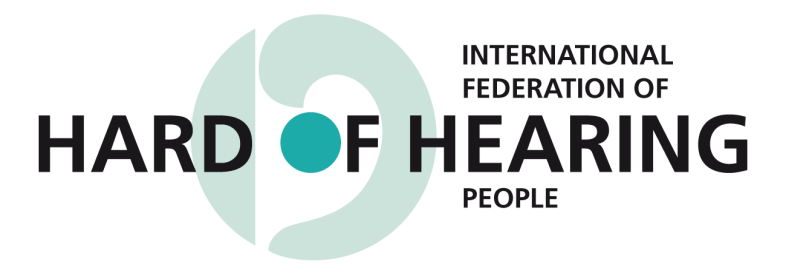 INTERNATIONAL
FEDERATION OF
HARD OF HEARING
PEOPLE